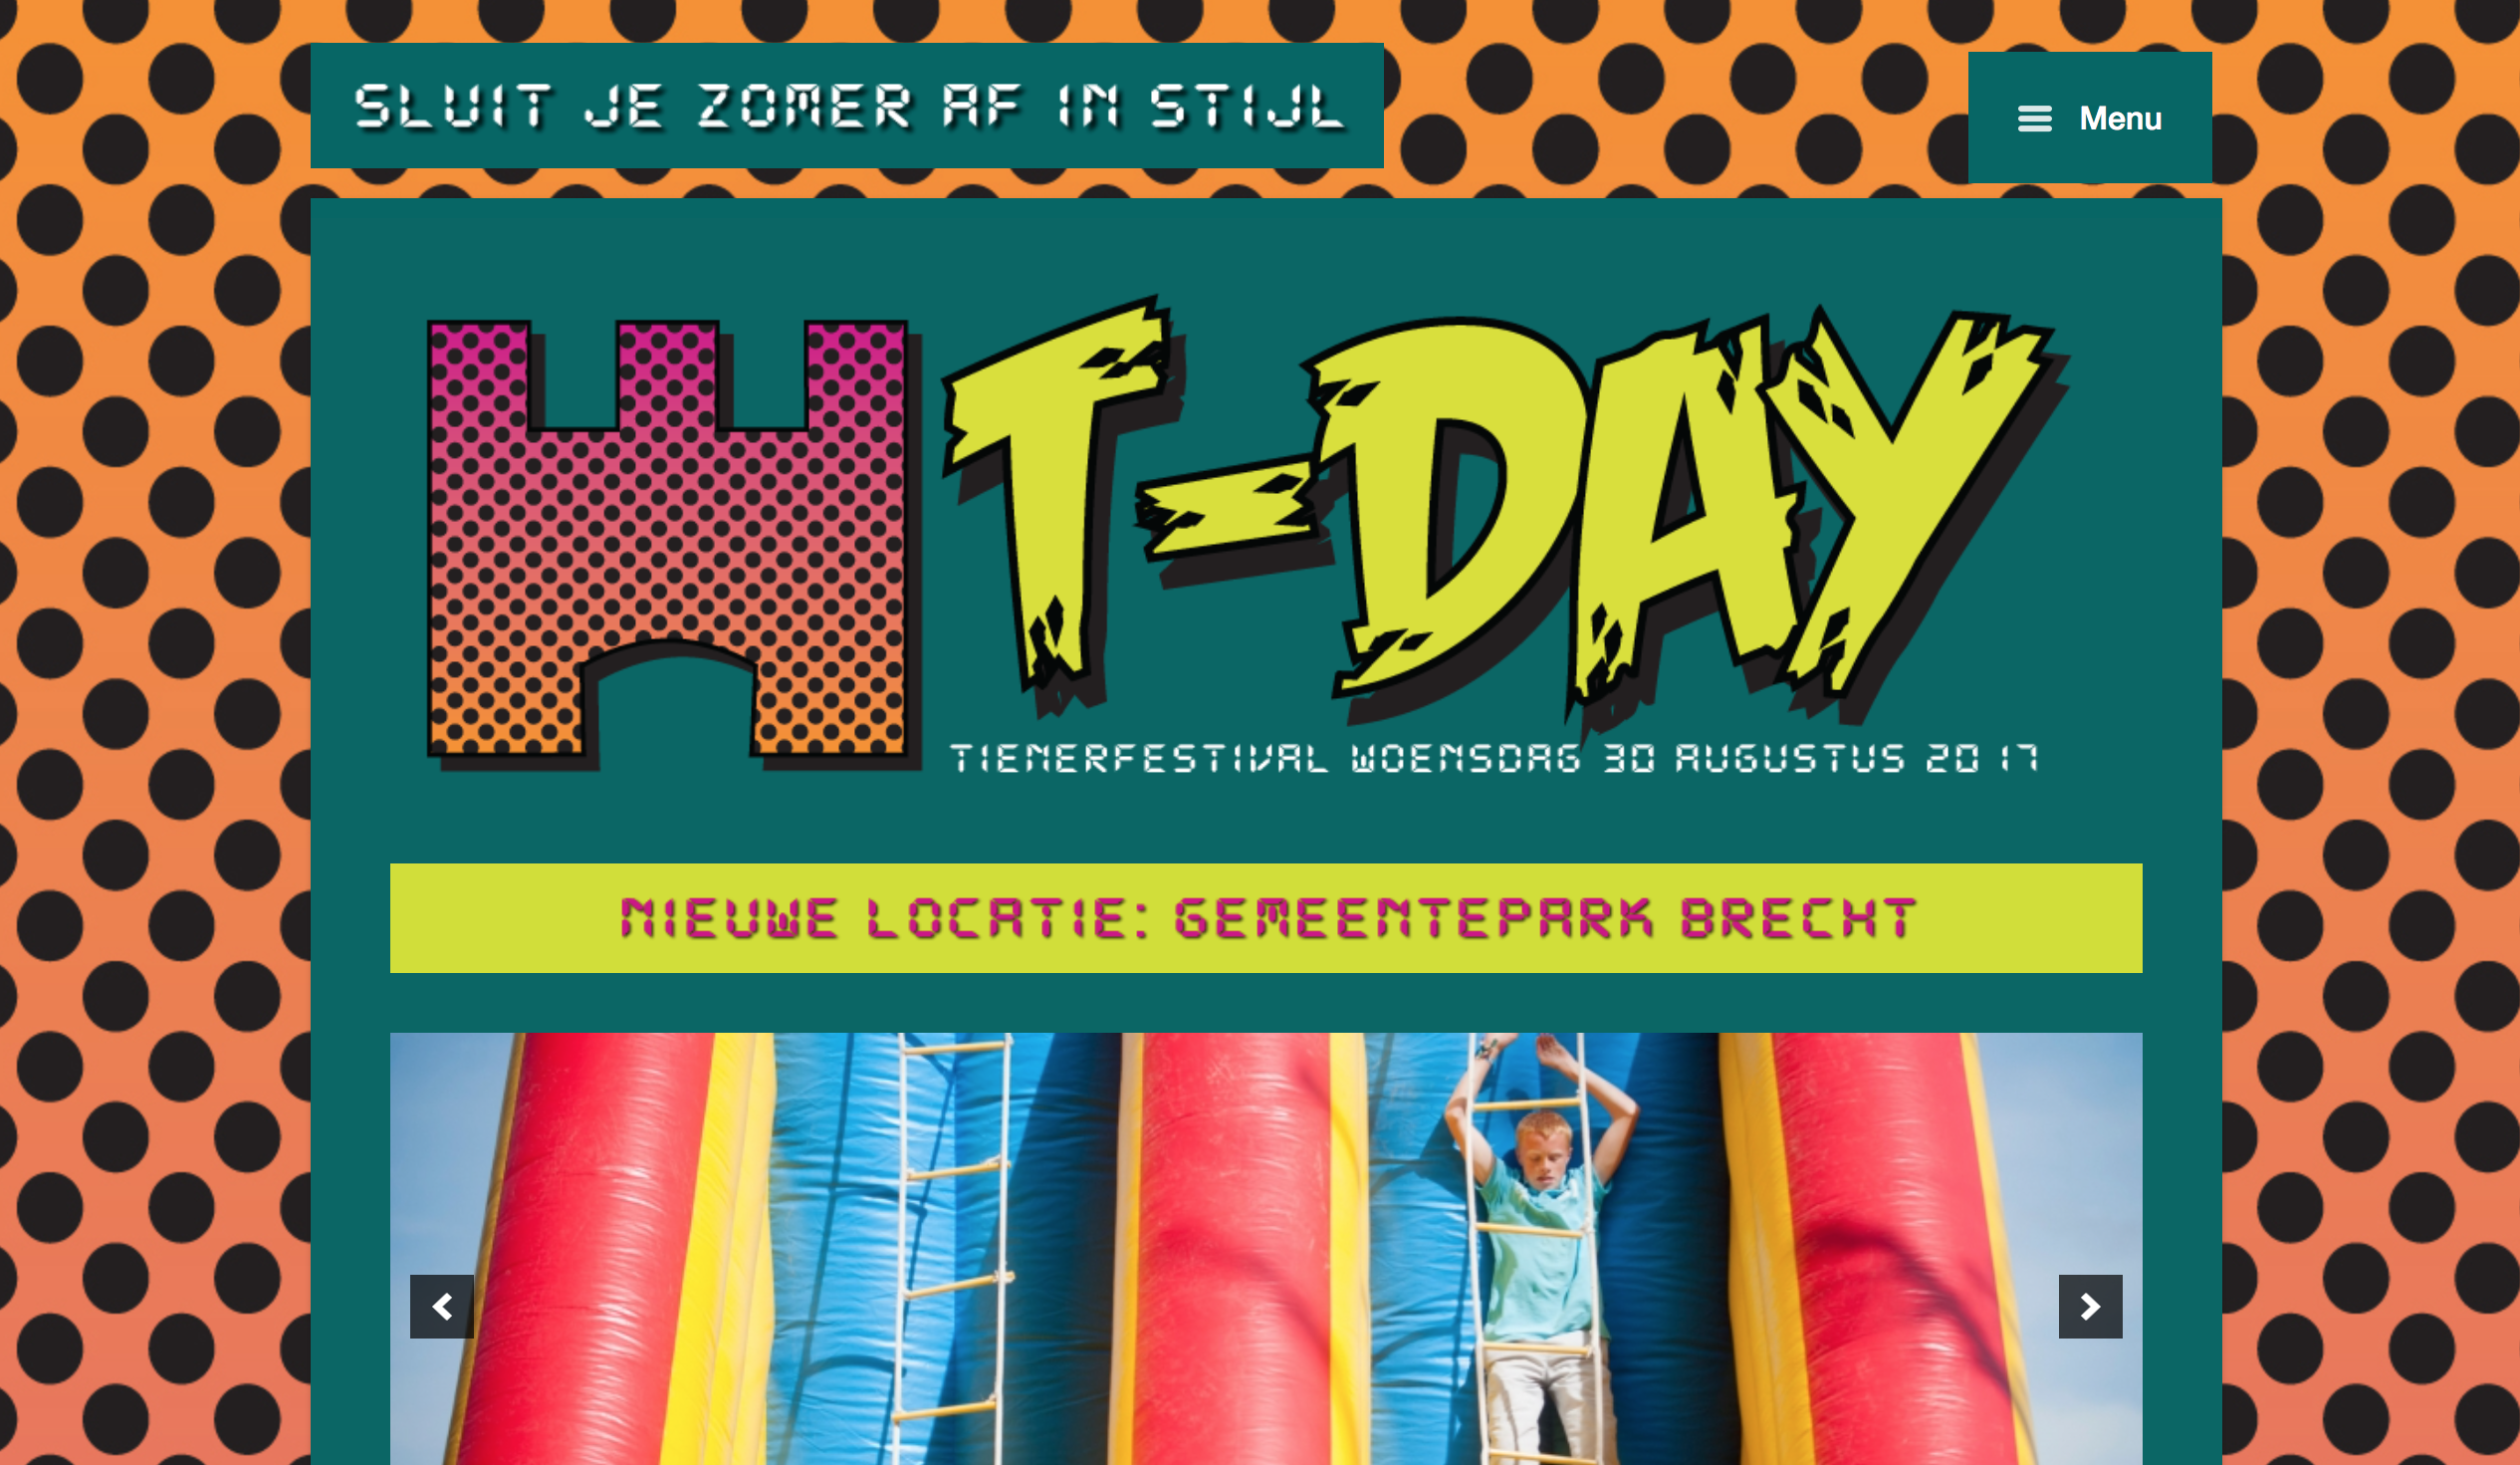 SLUIT JE ZOMER AF IN STIJL
Menu
T-DAY
TIENERFESTIVAL WOENSDAG 30 AUGUSTUS 2017
NIEUWE LOCATIE: GEMEENTEPARK BRECHT